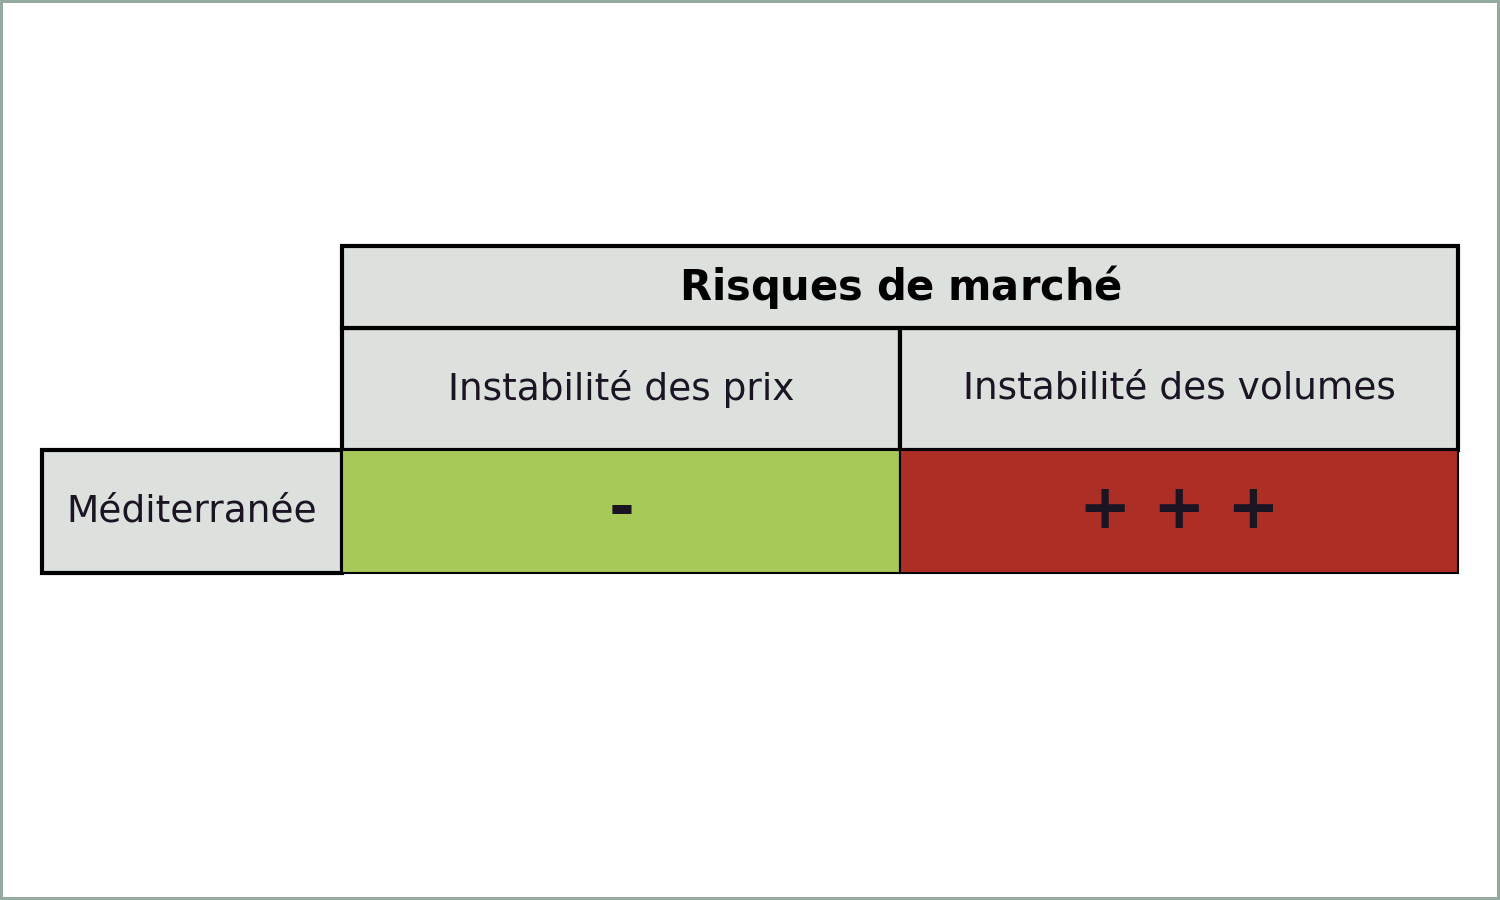 Risques de marché
Instabilité des prix
Instabilité des volumes
Méditerranée
-
+ + +